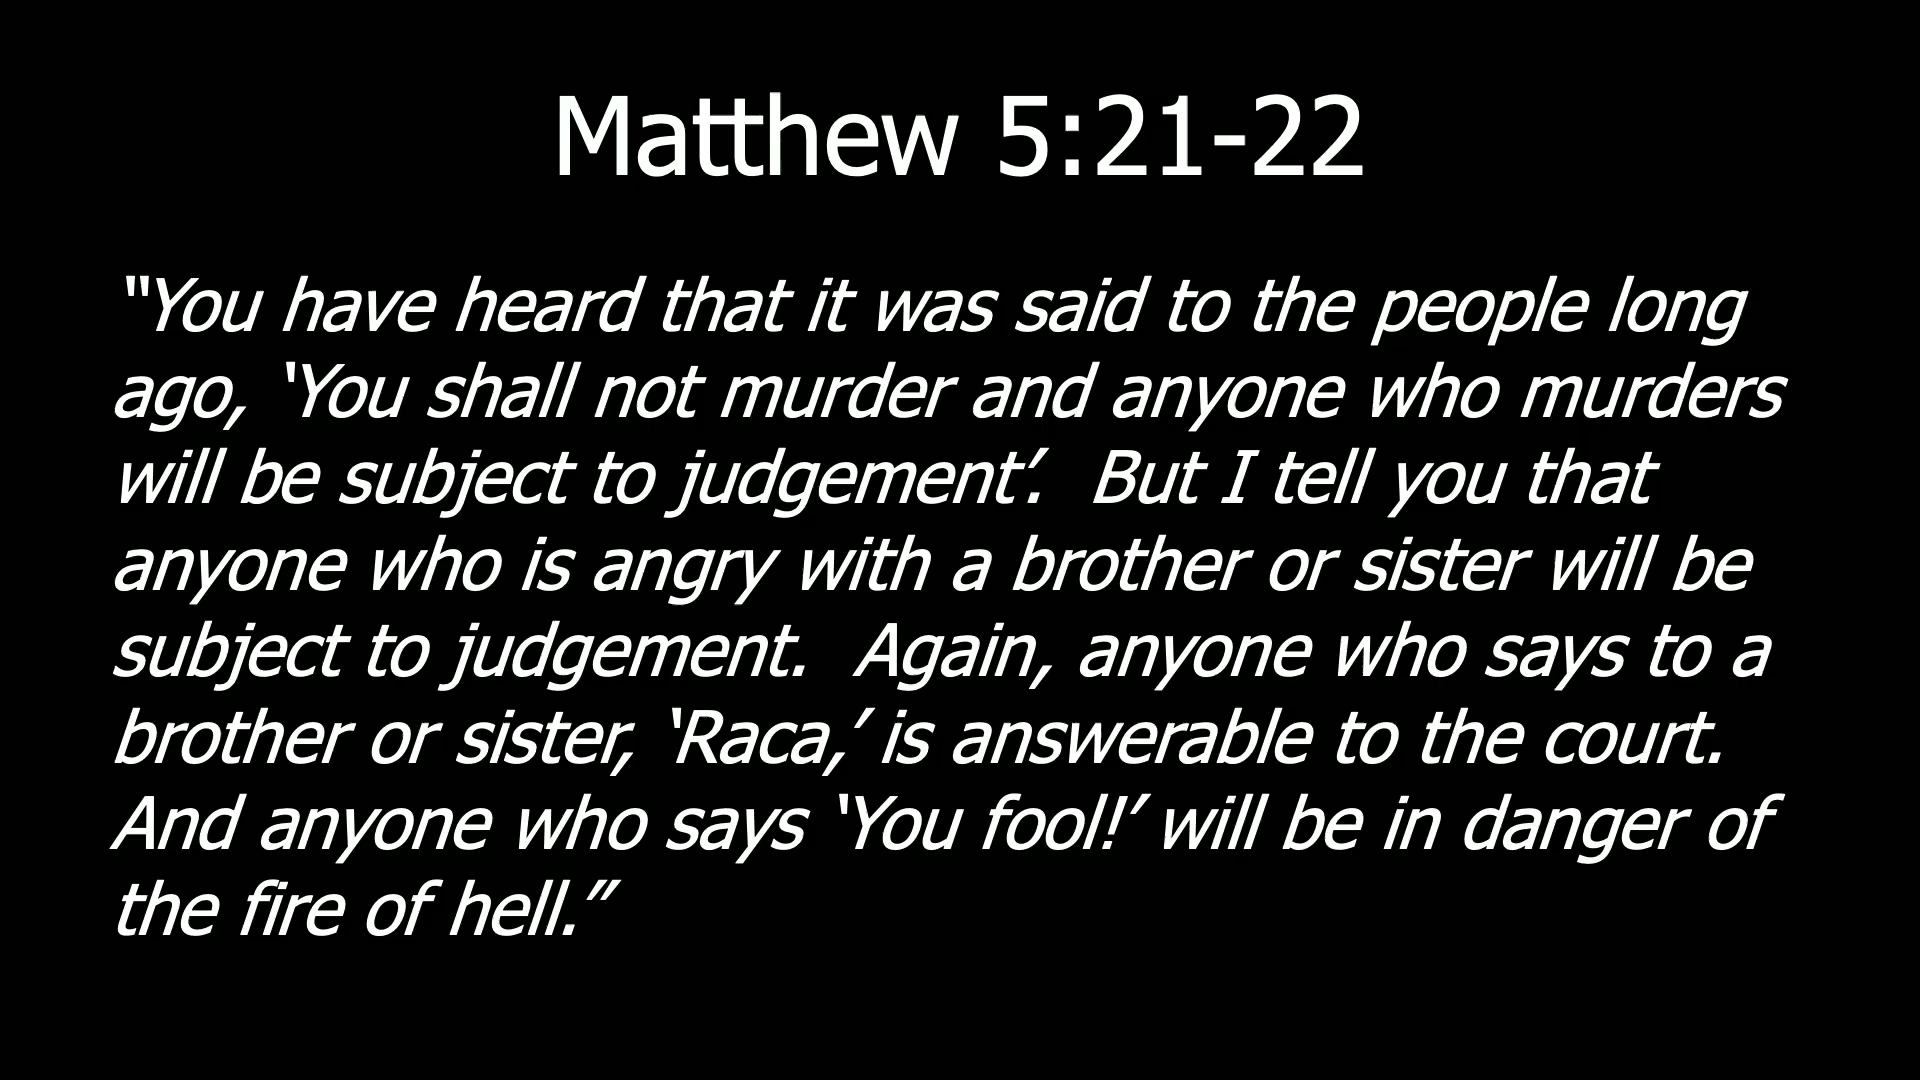 Matthew 5:21-22
"You have heard that it was said to the people long
ago, ‘You shall not murder and anyone who murders
will be subject to judgement’.  But I tell you that
anyone who is angry with a brother or sister will be
subject to judgement.  Again, anyone who says to a
brother or sister, ‘Raca,’ is answerable to the court.
And anyone who says ‘You fool!’ will be in danger of
the fire of hell.”